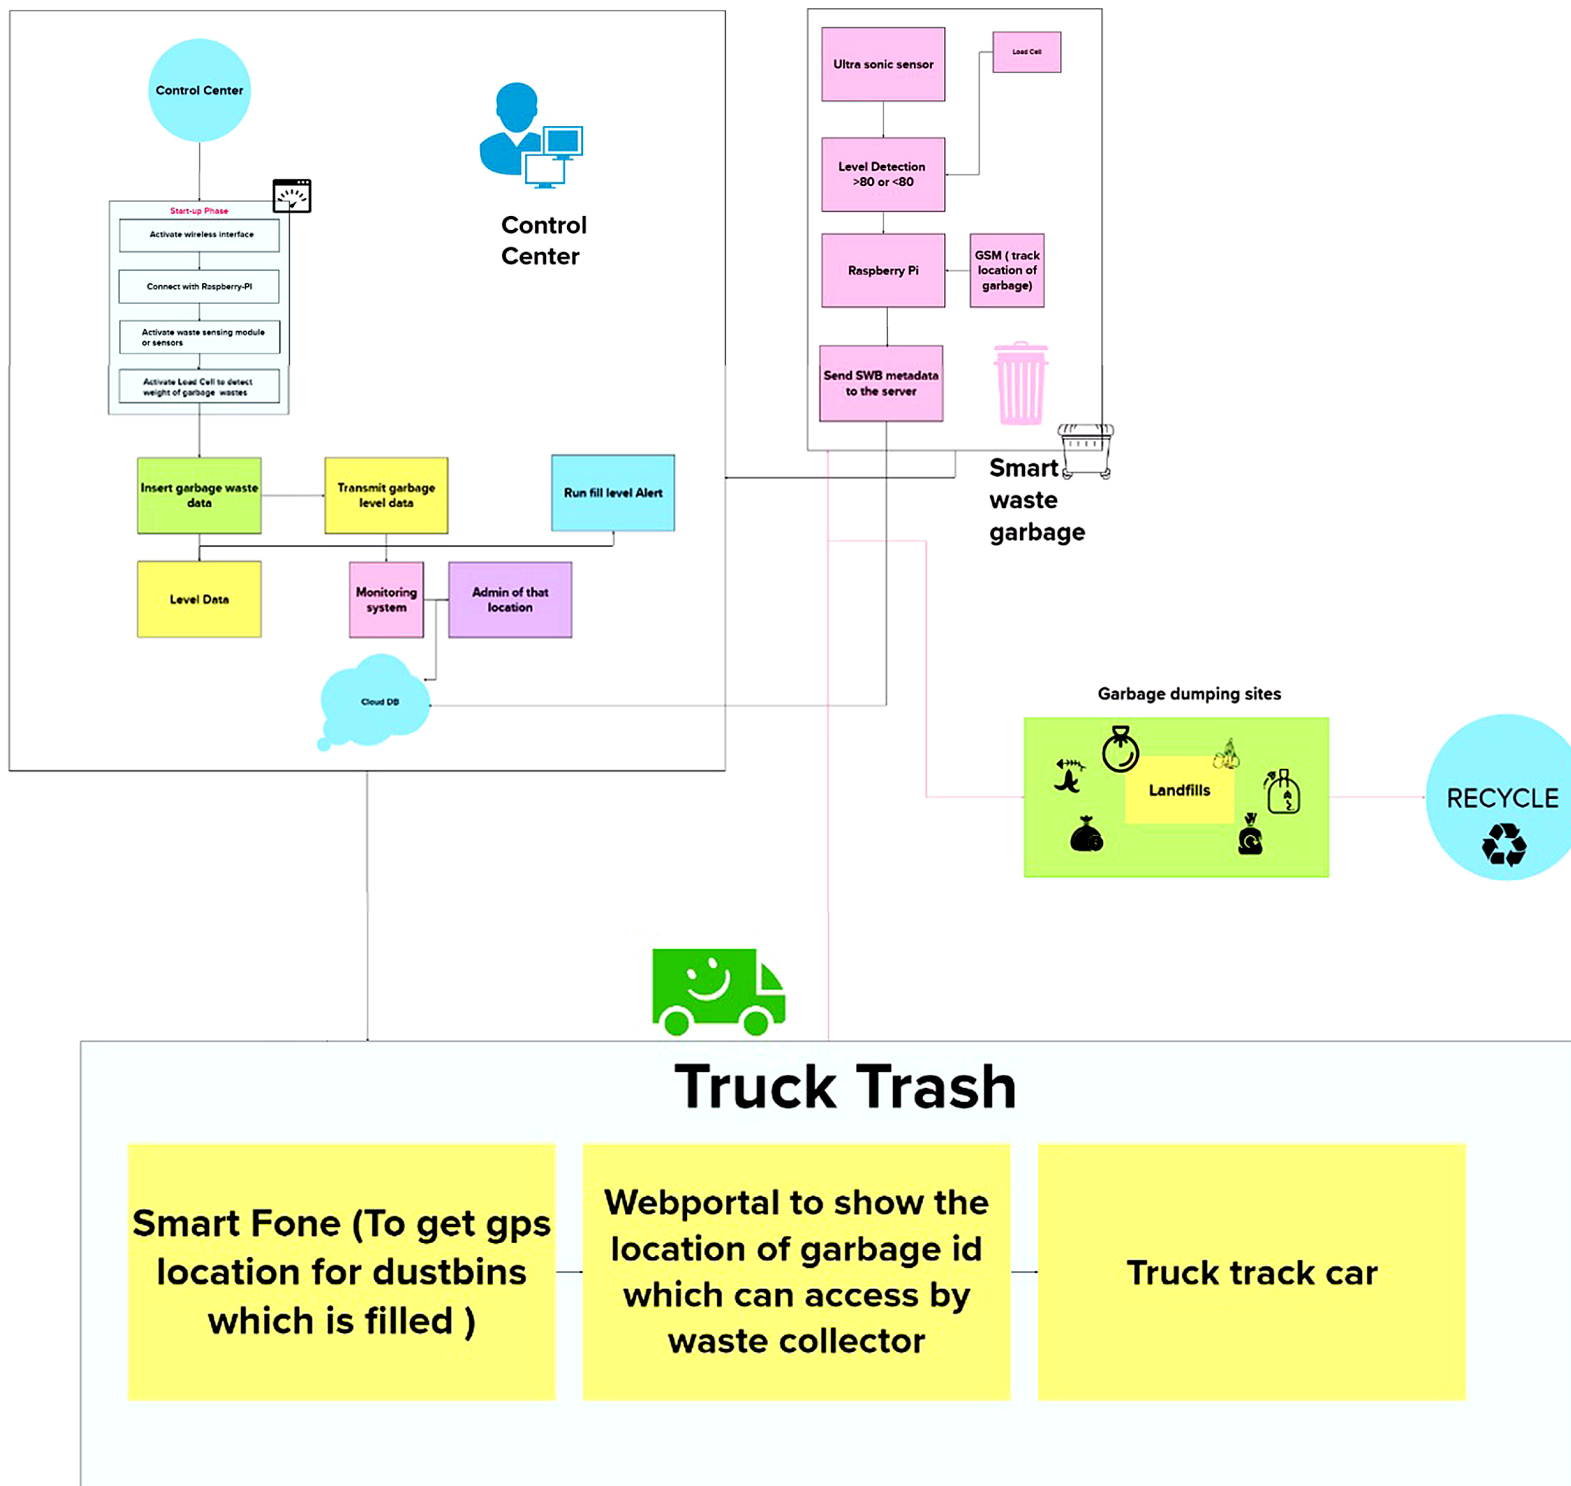 Control Center
Control
Center
Start-up Phase
Activate wireless interface
Connect with Raspberry-PI
Activate waste sensing module
or sensors
Activate Load Cell to detect
weight of garbage wastes
Insert garbage waste
data
Transmit garbage
level data
Run fill level Alert
Level Data
Monitoring
system
Admin of that
location
Cloud DB
Ultra sonic sensor
Load Cell
Level Detection
>80 or <80
Raspberry Pi
GSM ( track
location of
garbage)
Send SWB metadata
to the server
Smart
waste
garbage
Garbage dumping sites
Landfills
RECYCLE
Truck Trash
Smart Fone (To get gps
location for dustbins
which is filled )
Webportal to show the
location of garbage id
which can access by
waste collector
Truck track car